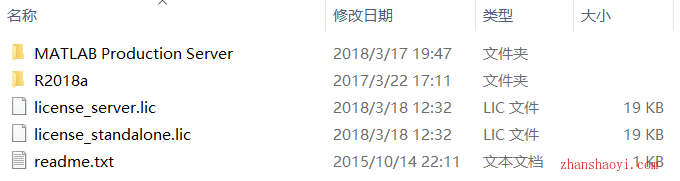 名称 修改日期 类型 大小
MATLAB Production Server 2018/3/17 19:47 文件夹
R2018a 2017/3/22 17:11 文件夹
license_server.lic 2018/3/18 12:32 LIC 文件 19 KB
license_standalone.lic 2018/3/18 12:32 LIC 文件 19 KB
readme.txt 2015/10/14 22:11 文本文档 1 KB
zhanshaoyi.com